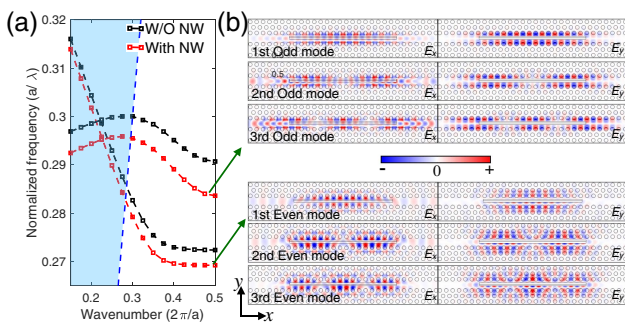 (a)
0.32
0.31
0.3
0.29
0.28
0.27
Normalized frequency (a/ λ)
W/O NW
With NW
0.2
0.3
0.4
0.5
Wavenumber (2π/a)
(b)
1st Odd mode
Ex
Ey
0.5
2nd Odd mode
Ex
Ey
3rd Odd mode
Ex
Ey
- 0 +
1st Even mode
Ex
Ey
2nd Even mode
Ex
Ey
3rd Even mode
Ex
Ey
y
x